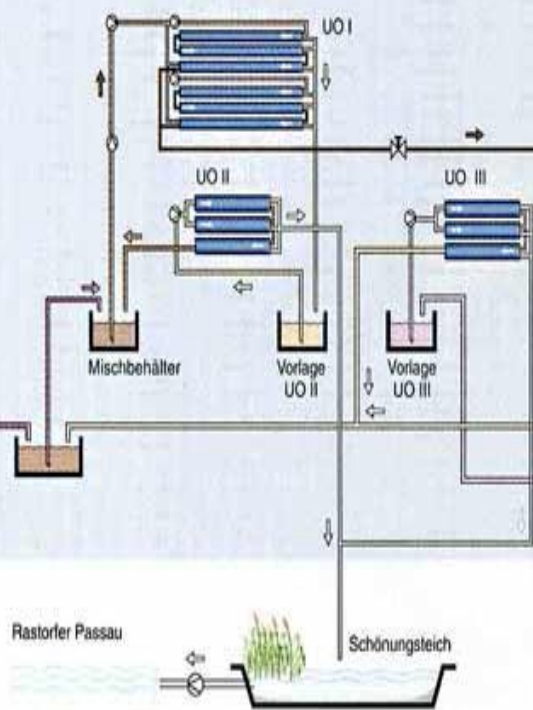 UO I
UO II
UO III
Mischbehälter
Vorlage
UO II
Vorlage
UO III
Rastorfer Passau
Schönungsteich